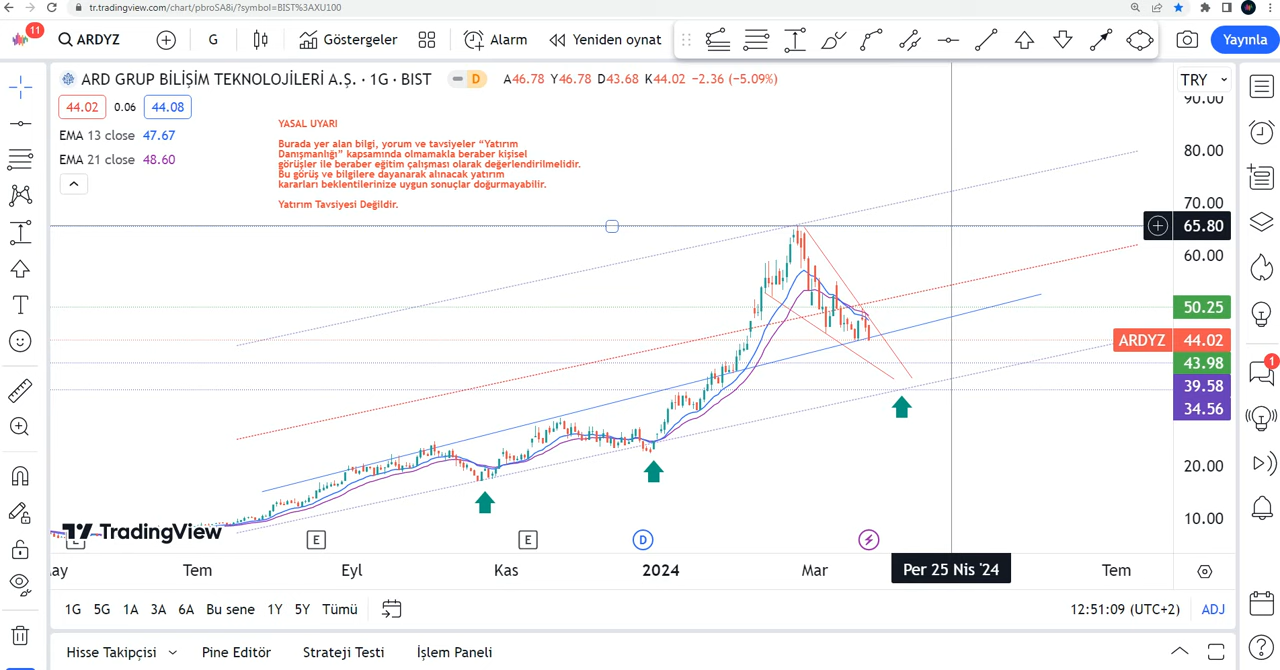 tr.tradingview.com/chart/pbroSA8i/?symbol=BIST%3AXU100
11
ARDYZ
G
Göstergeler
Alarm
Yeniden oynat
Yayınla
ARD GRUP BİLİŞİM TEKNOLOJİLERİ A.Ş. · 1G · BIST
D
A46.78 Y46.78 D43.68 K44.02 −2.36 (−5.09%)
TRY
44.02 0.06 44.08
EMA 13 close 47.67
EMA 21 close 48.60
YASAL UYARI
Burada yer alan bilgi, yorum ve tavsiyeler “Yatırım
Danışmanlığı” kapsamında olmamakla beraber kişisel
görüşler ile beraber eğitim çalışması olarak değerlendirilmelidir.
Bu görüş ve bilgilere dayanarak alınacak yatırım
kararları beklentilerinize uygun sonuçlar doğurmayabilir.
Yatırım Tavsiyesi Değildir.
90.00
80.00
70.00
65.80
60.00
50.25
ARDYZ 44.02
43.98
39.58
34.56
20.00
10.00
1
TradingView
E
E
E
D
ay
Tem
Eyl
Kas
2024
Mar
Per 25 Nis '24
Tem
1G 5G 1A 3A 6A Bu sene 1Y 5Y Tümü
12:51:09 (UTC+2)
ADJ
Hisse Takipçisi
Pine Editör
Strateji Testi
İşlem Paneli